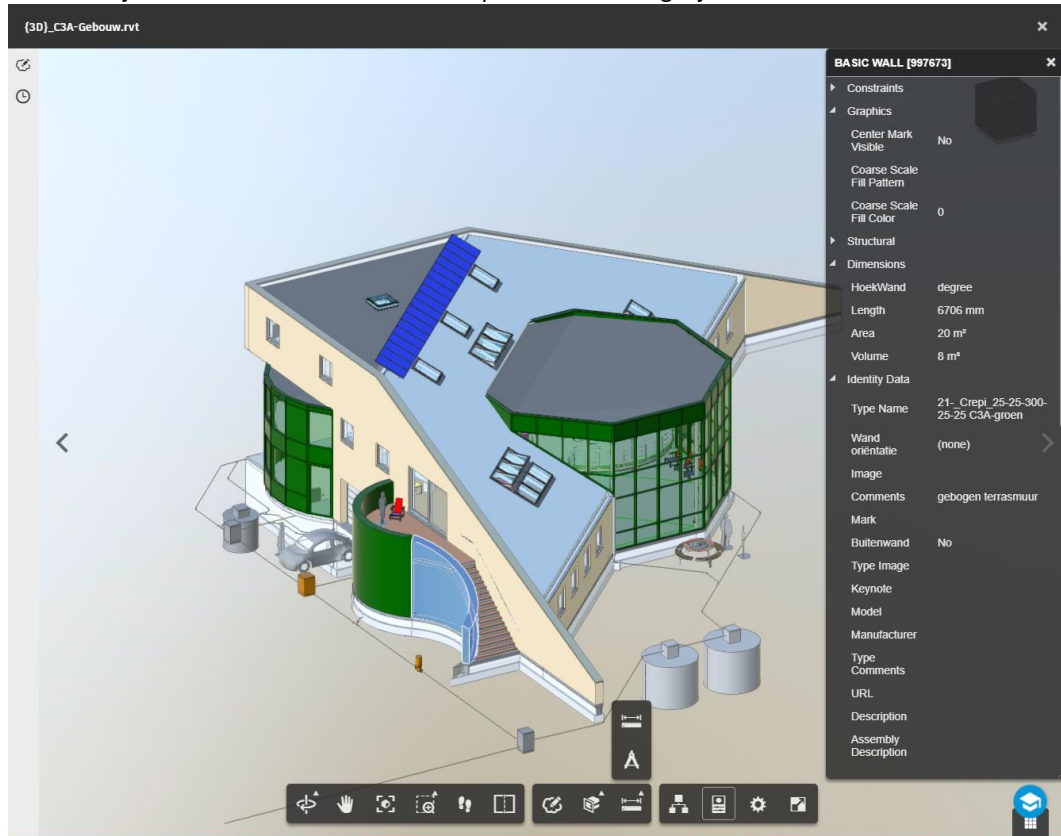 {3D}_C3A-Gebouw.rvt
BASIC WALL [997673]
Constraints
Graphics
Center Mark
Visible
No
Coarse Scale
Fill Pattern
Coarse Scale
Fill Color
0
Structural
Dimensions
HoekWand
degree
Length
6706 mm
Area
20 m²
Volume
8 m³
Identity Data
Type Name
21-_Crepi_25-25-300-
25-25 C3A-groen
Wand
oriëntatie
(none)
Image
Comments
gebogen terrasmuur
Mark
Buitenwand
No
Type Image
Keynote
Model
Manufacturer
Type
Comments
URL
Description
Assembly
Description